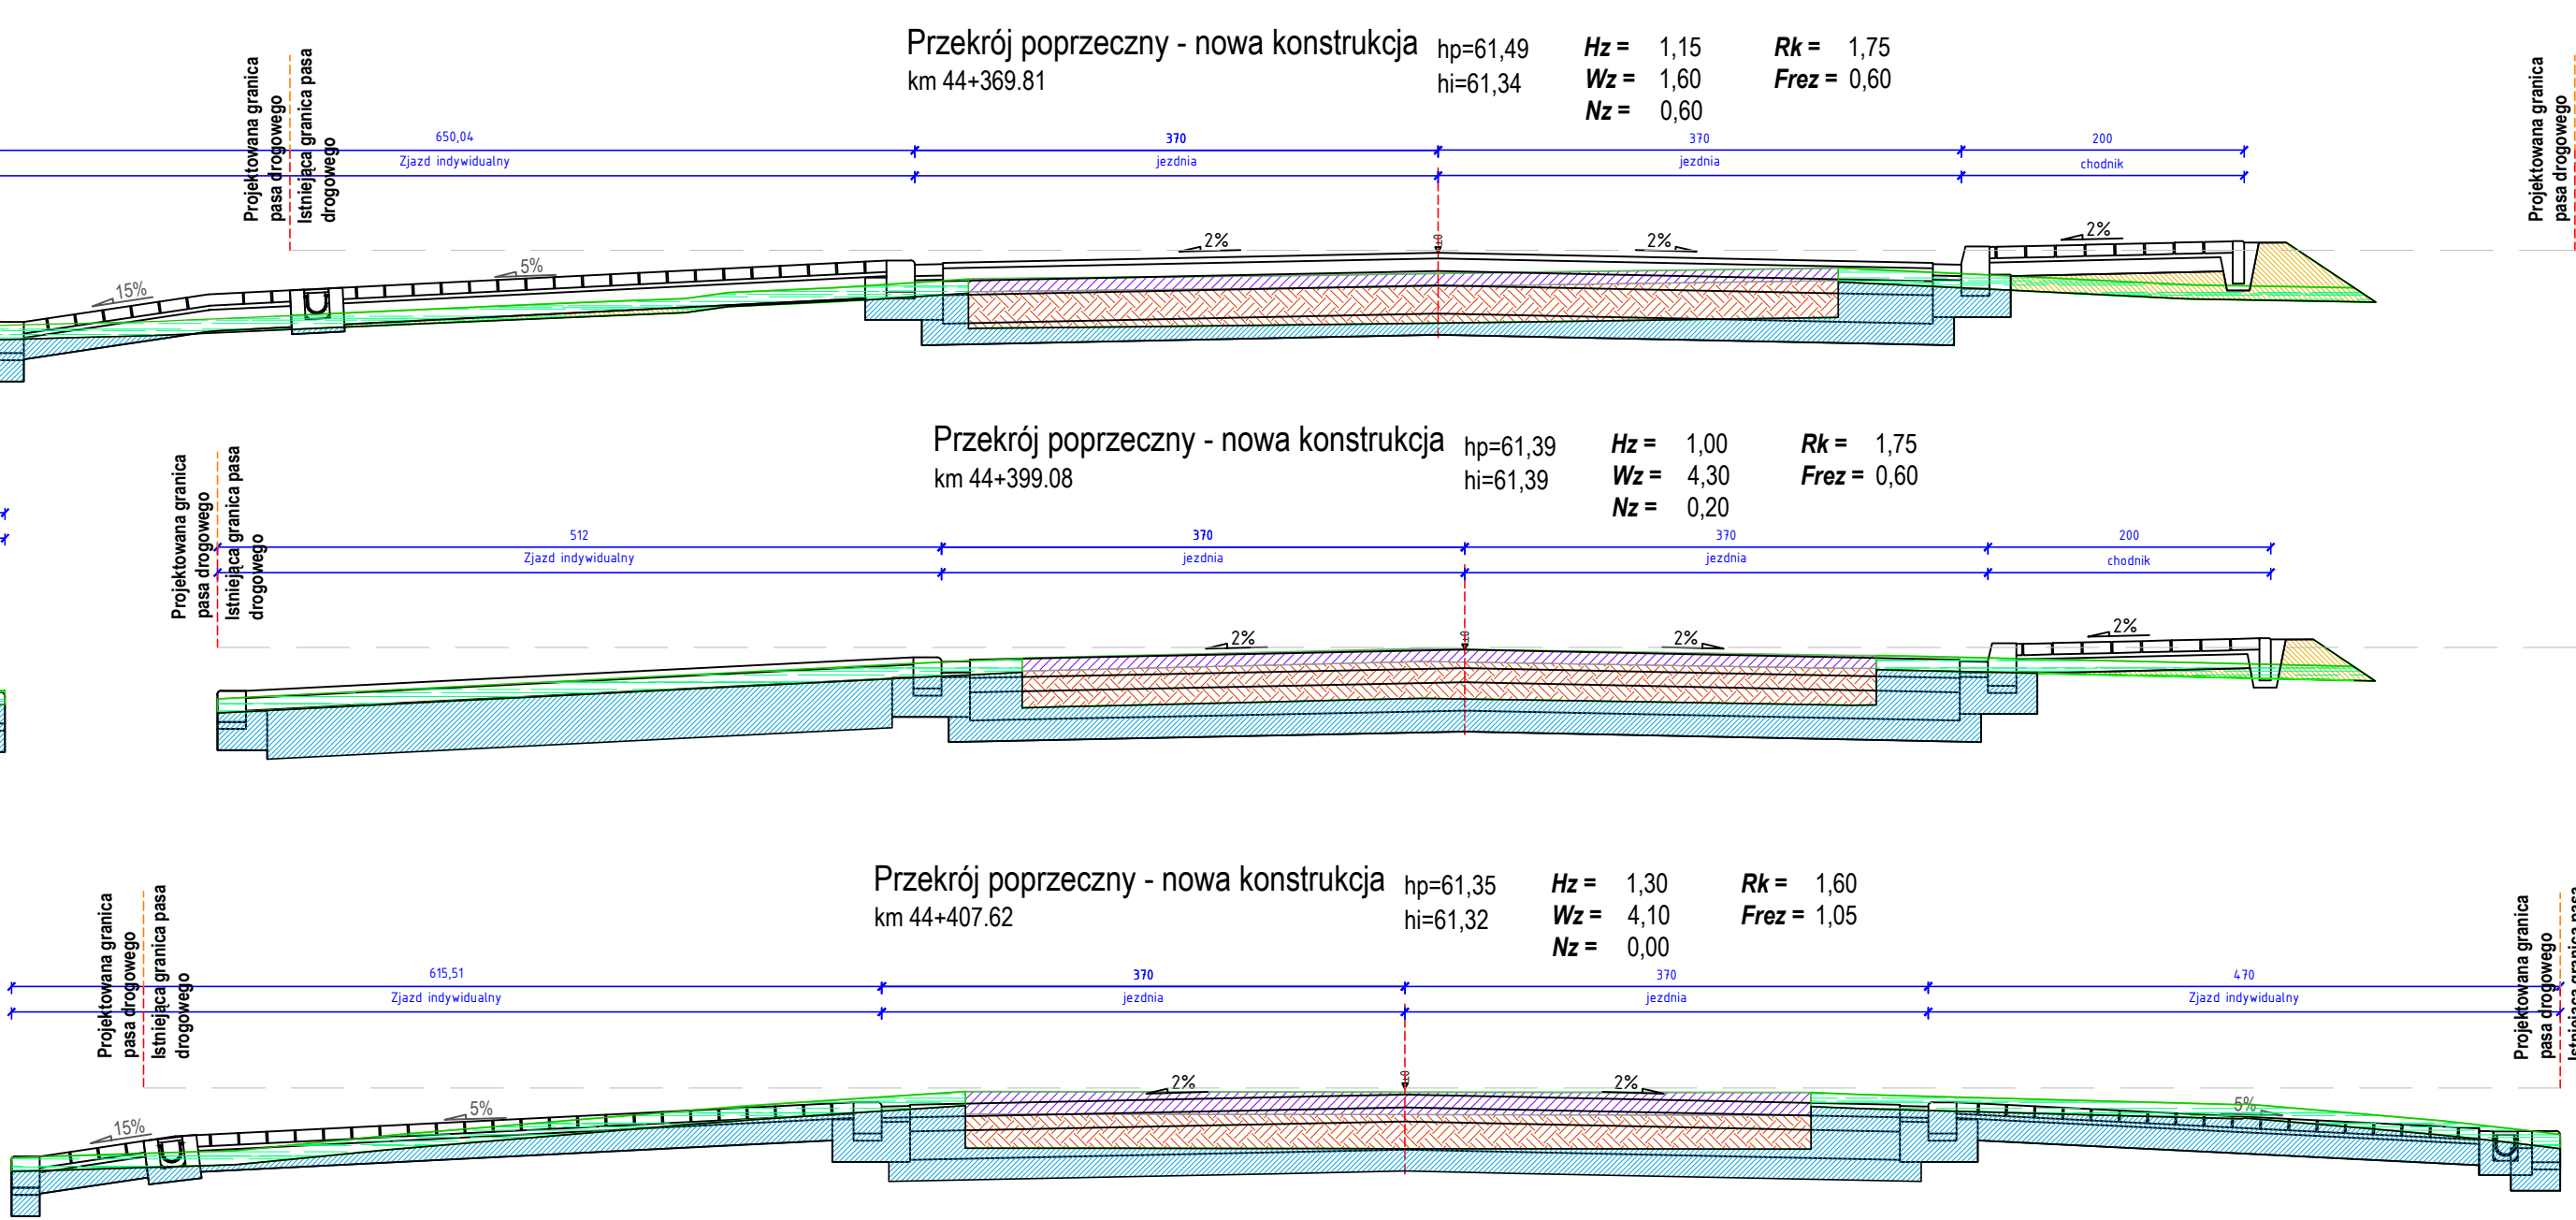 Przekrój poprzeczny - nowa konstrukcja
km 44+369.81
hp=61,49
hi=61,34
Hz = 1,15
Wz = 1,60
Nz = 0,60
Rk = 1,75
Frez = 0,60
Projektowana granica
pasa drogowego
Istniejąca granica pasa
drogowego
650,04
Zjazd indywidualny
370
jezdnia
370
jezdnia
200
chodnik
Projektowana granica
pasa drogowego
15%
5%
2%
2%
2%
Przekrój poprzeczny - nowa konstrukcja
km 44+399.08
hp=61,39
hi=61,39
Hz = 1,00
Wz = 4,30
Nz = 0,20
Rk = 1,75
Frez = 0,60
Projektowana granica
pasa drogowego
Istniejąca granica pasa
drogowego
512
Zjazd indywidualny
370
jezdnia
370
jezdnia
200
chodnik
2%
2%
2%
Przekrój poprzeczny - nowa konstrukcja
km 44+407.62
hp=61,35
hi=61,32
Hz = 1,30
Wz = 4,10
Nz = 0,00
Rk = 1,60
Frez = 1,05
Projektowana granica
pasa drogowego
Istniejąca granica pasa
drogowego
615,51
Zjazd indywidualny
370
jezdnia
370
jezdnia
470
Zjazd indywidualny
Projektowana granica
pasa drogowego
Istniejąca granica pasa
15%
5%
2%
2%
5%